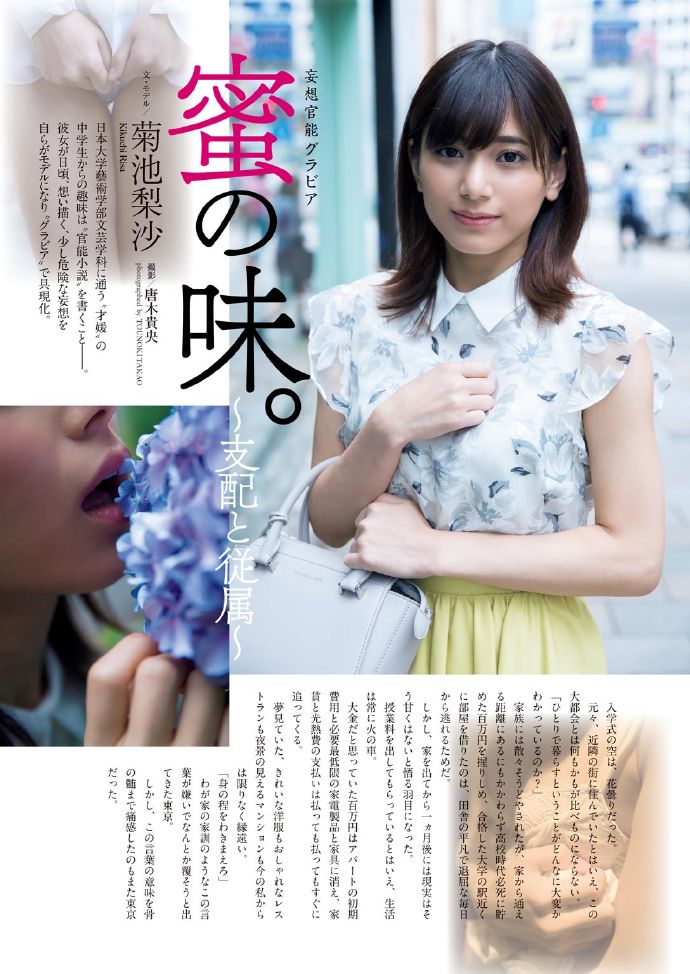 妄想官能グラビア
蜜の味。
〜支配と従属〜
文・モデル/
菊池梨沙
Kikuchi Risa
撮影/唐木貴央
photographed by TOUNOKI TAKAO
日本大学藝術学部文芸学科に通う〝才媛〟の
中学生からの趣味は〝官能小説〟を書くこと――。
彼女が日頃、想い描く、少し危険な妄想を
自らがモデルになり〝グラビア〟で具現化。
入学式の空は、花曇りだった。
元々、近隣の街に住んでいたとはいえ、この
大都会とは何もかもが比べものにならない。
「ひとりで暮らすということがどんなに大変か
わかっているのか?」
家族には散々そうどやされたが、家から通え
る距離にあるにもかかわらず高校時代必死に貯
めた百万円を握りしめ、合格した大学の駅近く
に部屋を借りたのは、田舎の平凡で退屈な毎日
から逃れるためだ。
しかし、家を出てから一ヵ月後には現実はそ
う甘くはないと悟る羽目になった。
授業料を出してもらっているとはいえ、生活
は常に火の車。
大金だと思っていた百万円はアパートの初期
費用と必要最低限の家電製品と家具に消え、家
賃と光熱費の支払いは払っても払ってもすぐに
追ってくる。
夢見ていた、きれいな洋服もおしゃれなレス
トランも夜景の見えるマンションも今の私から
は限りなく縁遠い。
「身の程をわきまえろ」
わが家の家訓のようなこの言
葉が嫌いでなんとか覆そうと出
てきた東京。
しかし、この言葉の意味を骨
の髄まで痛感したのもまた東京
だった。